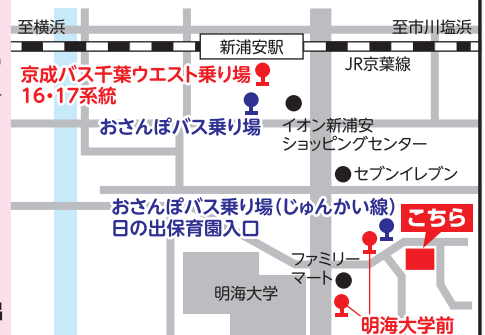 至横浜
至市川塩浜
新浦安駅
JR京葉線
京成バス千葉ウエスト乗り場
16・17系統
おさんぽバス乗り場
イオン新浦安
ショッピングセンター
セブンイレブン
おさんぽバス乗り場(じゅんかい線)
日の出保育園入口
こちら
ファミリー
マート
明海大学
明海大学前